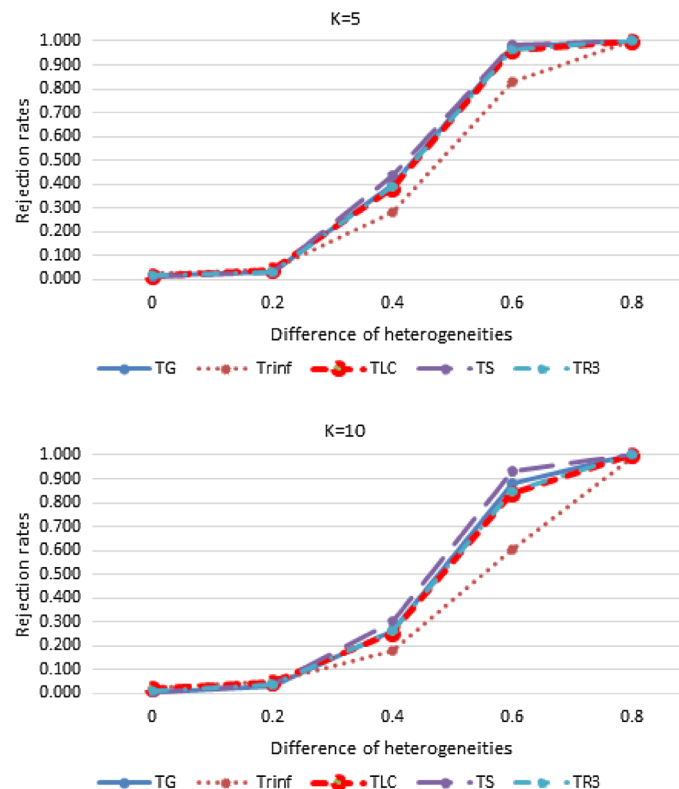 K=5
1.000
0.900
0.800
0.700
0.600
0.500
0.400
0.300
0.200
0.100
0.000
Rejection rates
0 0.2 0.4 0.6 0.8
Difference of heterogeneities
TG Trinf TLC TS TR3
K=10
1.000
0.900
0.800
0.700
0.600
0.500
0.400
0.300
0.200
0.100
0.000
Rejection rates
0 0.2 0.4 0.6 0.8
Difference of heterogeneities
TG Trinf TLC TS TR3